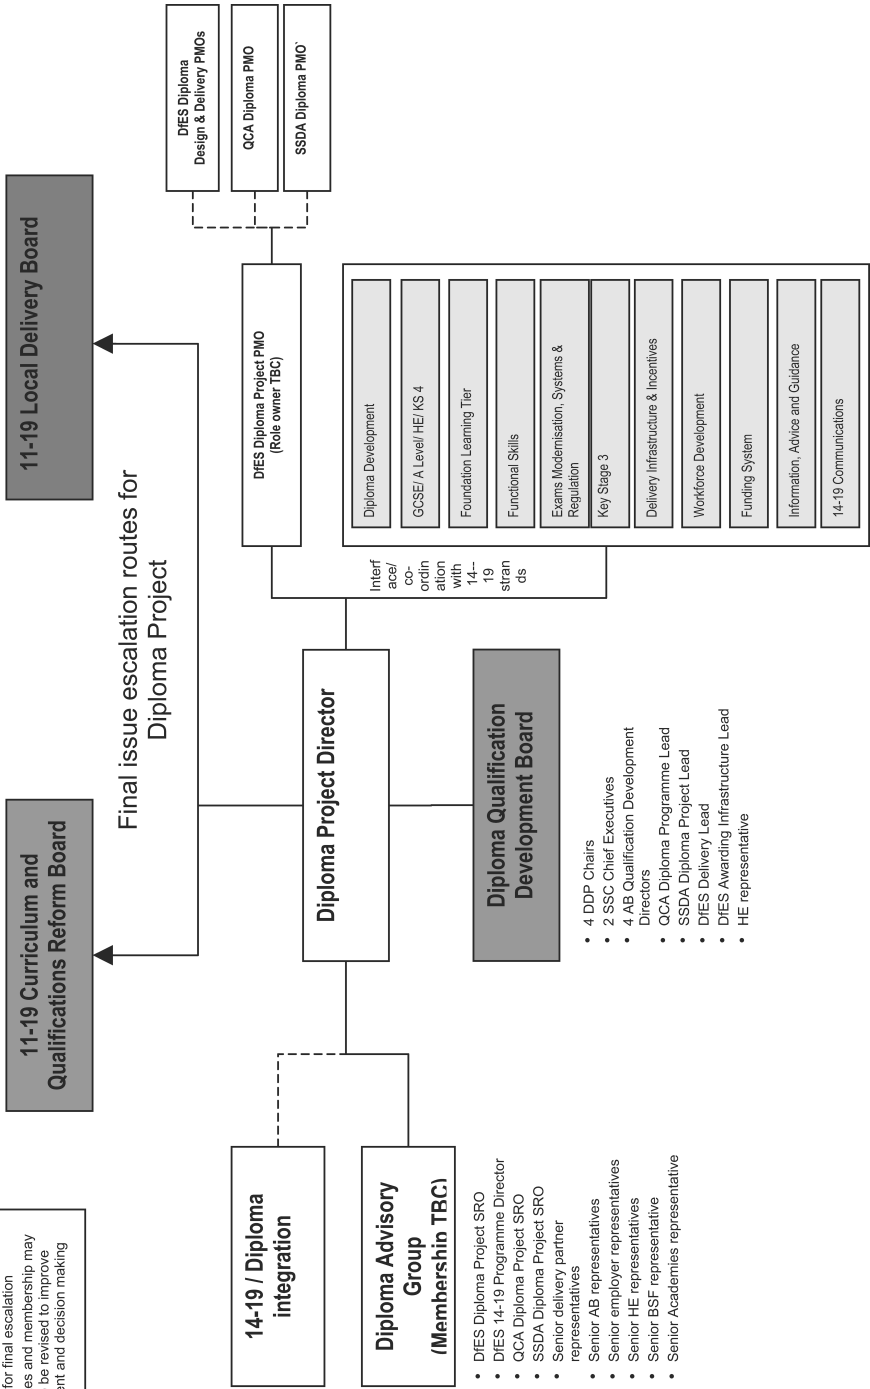 for final escalation
es and membership may
be revised to improve
ent and decision making
11-19 Curriculum and
Qualifications Reform Board
11-19 Local Delivery Board
Final issue escalation routes for
Diploma Project
14-19 / Diploma
integration
Diploma Advisory
Group
(Membership TBC)
• DfES Diploma Project SRO
• DfES 14-19 Programme Director
• QCA Diploma Project SRO
• SSDA Diploma Project SRO
• Senior delivery partner
representatives
• Senior AB representatives
• Senior employer representatives
• Senior HE representatives
• Senior BSF representative
• Senior Academies representative
Diploma Project Director
Diploma Qualification
Development Board
• 4 DDP Chairs
• 2 SSC Chief Executives
• 4 AB Qualification Development
Directors
• QCA Diploma Programme Lead
• SSDA Diploma Project Lead
• DfES Delivery Lead
• DfES Awarding Infrastructure Lead
• HE representative
DfES Diploma Project PMO
(Role owner TBC)
DfES Diploma
Design & Delivery PMOs
QCA Diploma PMO
SSDA Diploma PMO`
Interf
ace/
co-
ordin
ation
with
14--
19
stran
ds
Diploma Development
GCSE/ A Level/ HE/ KS 4
Foundation Learning Tier
Functional Skills
Exams Modernisation, Systems &
Regulation
Key Stage 3
Delivery Infrastructure & Incentives
Workforce Development
Funding System
Information, Advice and Guidance
14-19 Communications